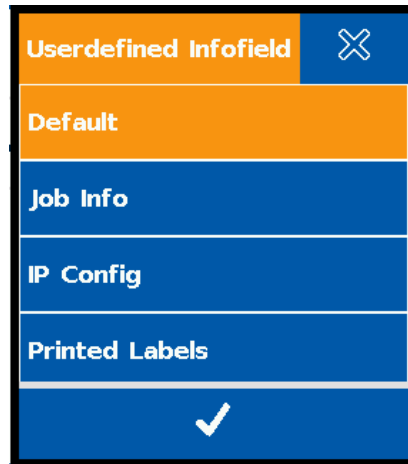 Userdefined Infofield
Default
Job Info
IP Config
Printed Labels